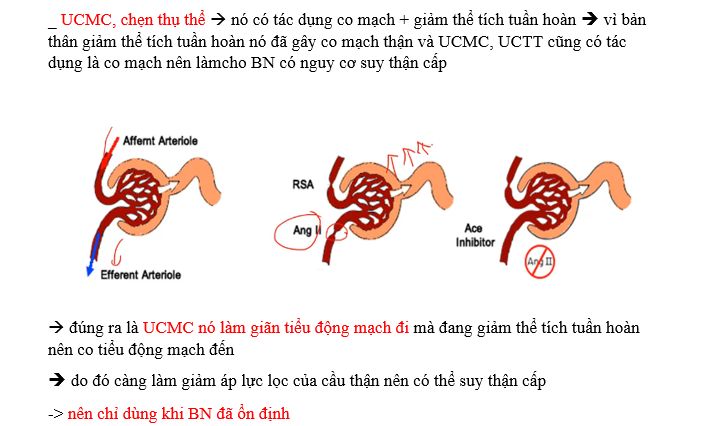 _ UCMC, chẹn thụ thể → nó có tác dụng co mạch + giảm thể tích tuần hoàn → vì bản
thân giảm thể tích tuần hoàn nó đã gây co mạch thận và UCMC, UCTT cũng có tác
dụng là co mạch nên làmcho BN có nguy cơ suy thận cấp
Affernt Arteriole
Efferent Arteriole
RSA
Ang II
Ace
Inhibitor
Ang II
→ đúng ra là UCMC nó làm giãn tiểu động mạch đi mà đang giảm thể tích tuần hoàn
nên co tiểu động mạch đến
→ do đó càng làm giảm áp lực lọc của cầu thận nên có thể suy thận cấp
-> nên chỉ dùng khi BN đã ổn định